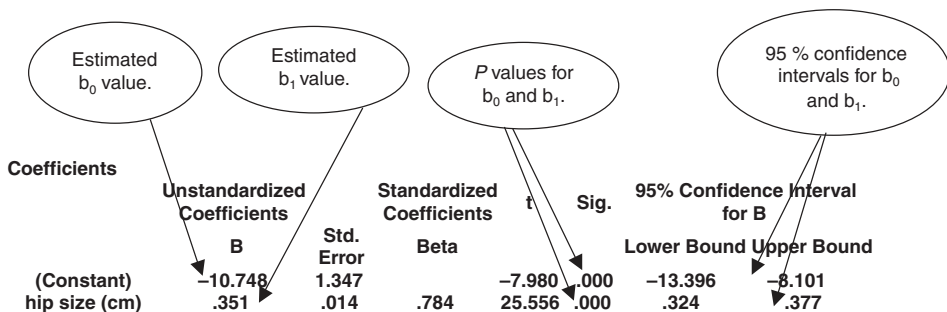 Estimated
b0 value.
Estimated
b1 value.
P values for
b0 and b1.
95 % confidence
intervals for b0
and b1.
Coefficients
Unstandardized
Coefficients
Standardized
Coefficients
t
Sig.
95% Confidence Interval
for B
B
Std.
Error
Beta
Lower Bound Upper Bound
(Constant) –10.748 1.347 -7.980 .000 –13.396 –8.101
hip size (cm) .351 .014 .784 25.556 .000 .324 .377